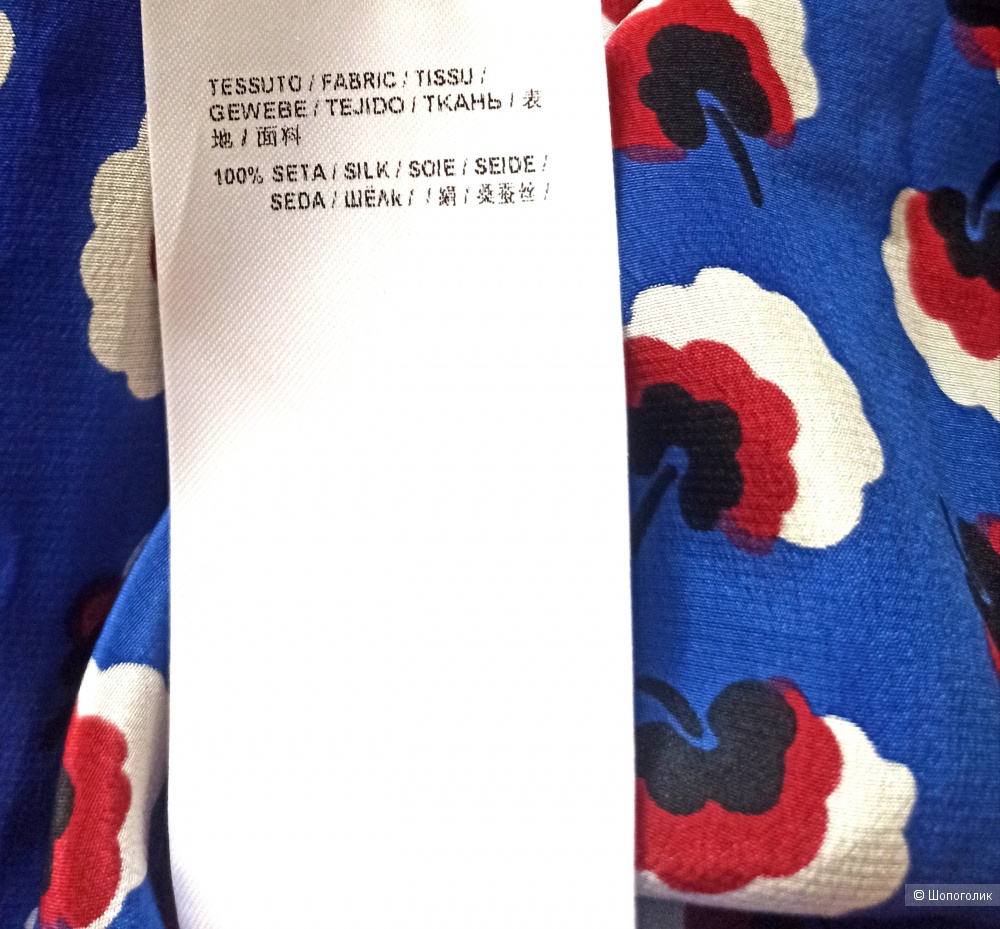 TESSUTO / FABRIC / TISSU /
GEWEBE / TEJIDO / ТКАНЬ / 表
地 / 面料
100% SETA / SILK / SOIE / SEIDE /
SEDA / ШЁЛК / / 絹 / 桑蚕丝 /
© Шопоголик